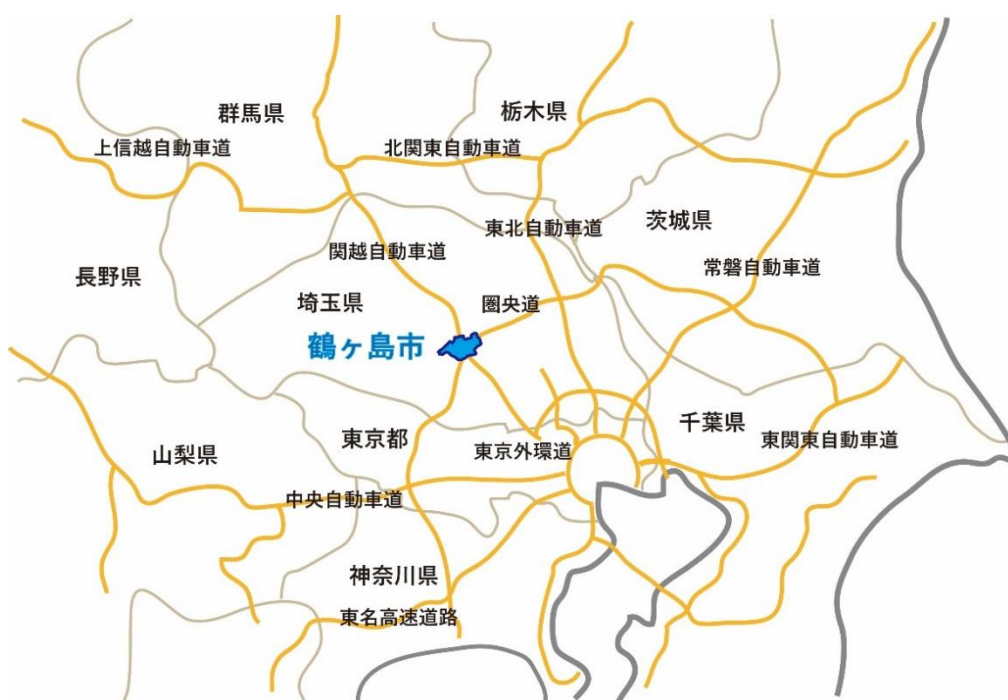 群馬県
栃木県
上信越自動車道
北関東自動車道
茨城県
東北自動車道
関越自動車道
常磐自動車道
長野県
埼玉県
圏央道
鶴ヶ島市
千葉県
東京都
東関東自動車道
山梨県
東京外環道
中央自動車道
神奈川県
東名高速道路